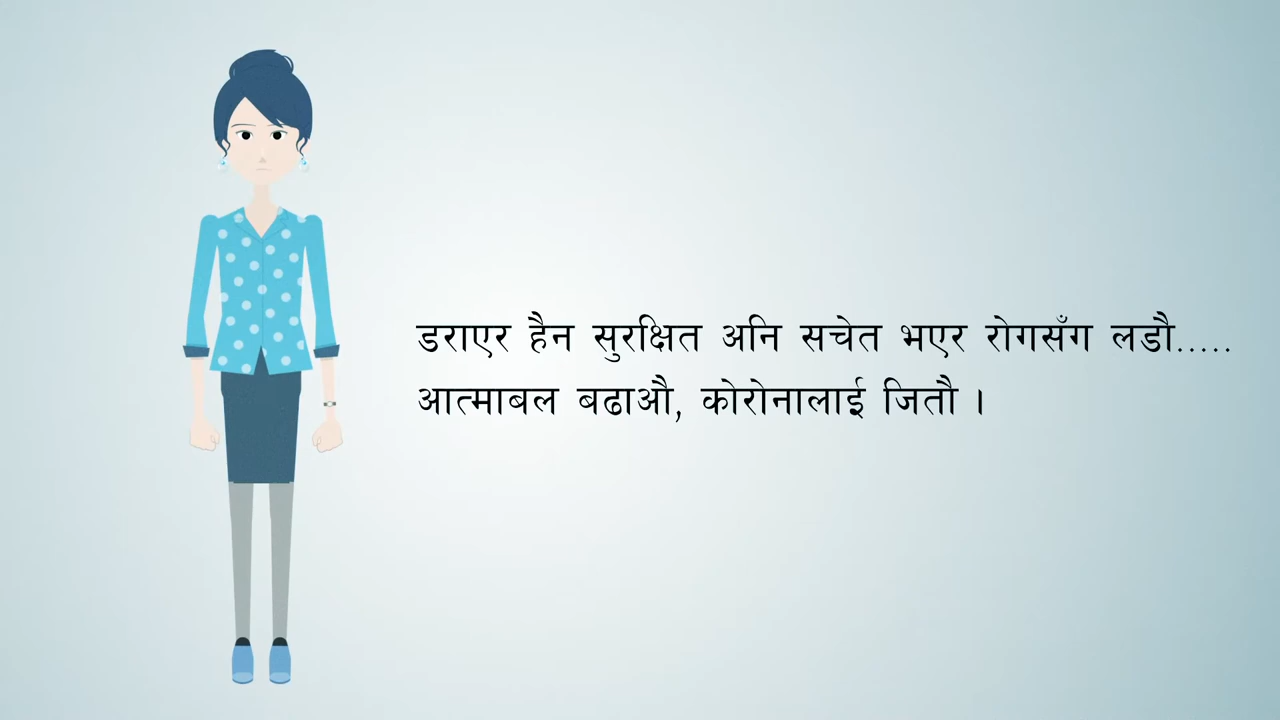 डराएर हैन सुरक्षित अनि सचेत भएर रोगसँग लडौ.....
आत्माबल बढाऔ, कोरोनालाई जितौ ।